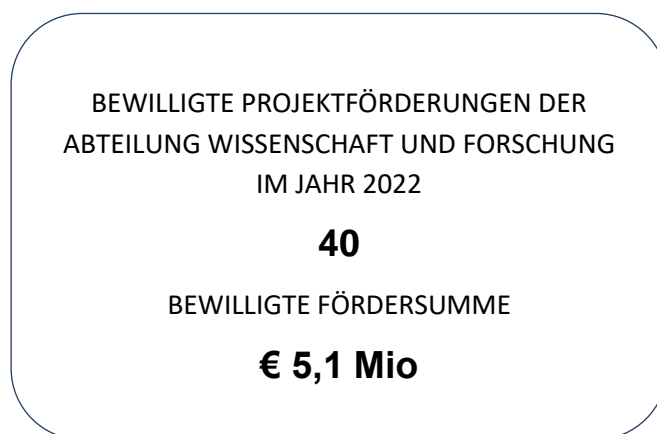 BEWILLIGTE PROJEKTFÖRDERUNGEN DER
ABTEILUNG WISSENSCHAFT UND FORSCHUNG
IM JAHR 2022
40
BEWILLIGTE FÖRDERSUMME
€ 5,1 Mio